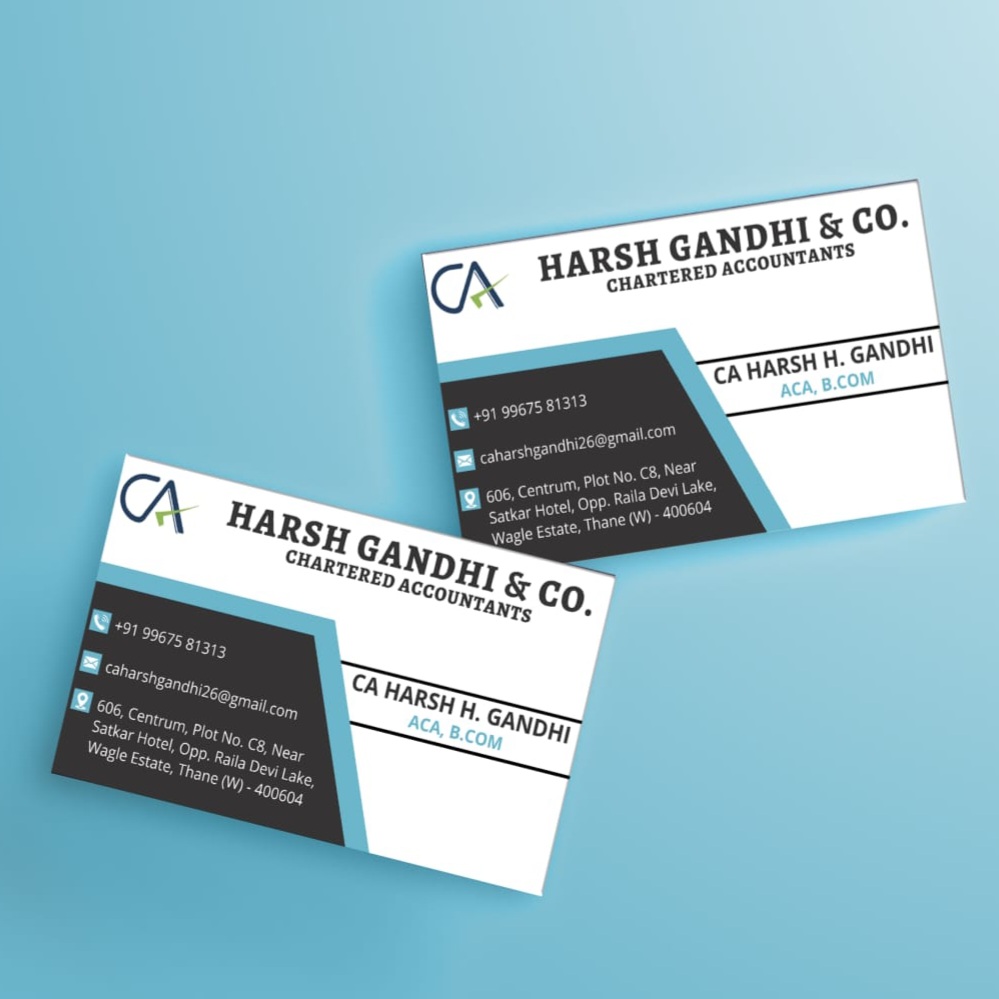 CA
HARSH GANDHI & CO.
CHARTERED ACCOUNTANTS
CA HARSH H. GANDHI
ACA, B.COM
+91 99675 81313
caharshgandhi26@gmail.com
606, Centrum, Plot No. C8, Near
Satkar Hotel, Opp. Raila Devi Lake,
Wagle Estate, Thane (W) - 400604
CA
HARSH GANDHI & CO.
CHARTERED ACCOUNTANTS
CA HARSH H. GANDHI
ACA, B.COM
+91 99675 81313
caharshgandhi26@gmail.com
606, Centrum, Plot No. C8, Near
Satkar Hotel, Opp. Raila Devi Lake,
Wagle Estate, Thane (W) - 400604